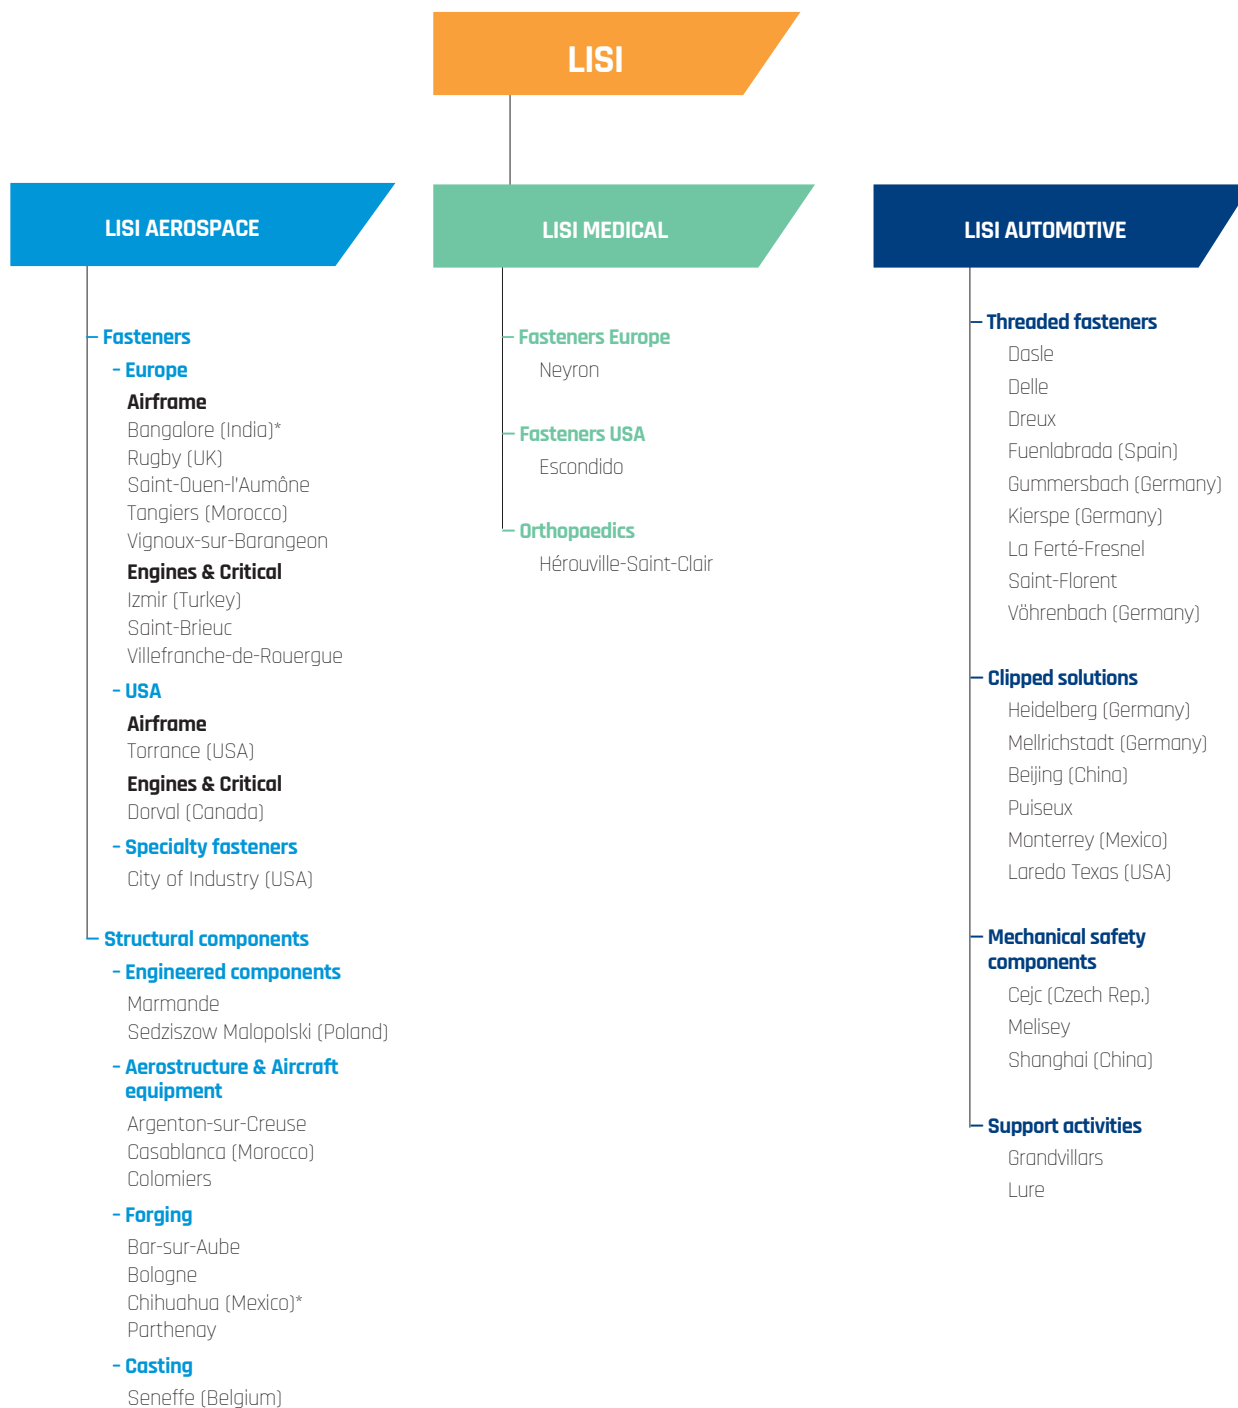 LISI
LISI AEROSPACE
Fasteners
- Europe
Airframe
Bangalore (India)*
Rugby (UK)
Saint-Ouen-l'Aumône
Tangiers (Morocco)
Vignoux-sur-Barangeon
Engines & Critical
Izmir (Turkey)
Saint-Brieuc
Villefranche-de-Rouergue
- USA
Airframe
Torrance (USA)
Engines & Critical
Dorval (Canada)
- Specialty fasteners
City of Industry (USA)
Structural components
- Engineered components
Marmande
Sedziszow Malopolski (Poland)
- Aerostructure & Aircraft
equipment
Argenton-sur-Creuse
Casablanca (Morocco)
Colomiers
- Forging
Bar-sur-Aube
Bologne
Chihuahua (Mexico)*
Parthenay
- Casting
Seneffe (Belgium)
LISI MEDICAL
Fasteners Europe
Neyron
Fasteners USA
Escondido
Orthopaedics
Hérouville-Saint-Clair
LISI AUTOMOTIVE
Threaded fasteners
Dasle
Delle
Dreux
Fuenlabrada (Spain)
Gummersbach (Germany)
Kierspe (Germany)
La Ferté-Fresnel
Saint-Florent
Vöhrenbach (Germany)
Clipped solutions
Heidelberg (Germany)
Mellrichstadt (Germany)
Beijing (China)
Puiseux
Monterrey (Mexico)
Laredo Texas (USA)
Mechanical safety
components
Cejc (Czech Rep.)
Melisey
Shanghai (China)
Support activities
Grandvillars
Lure